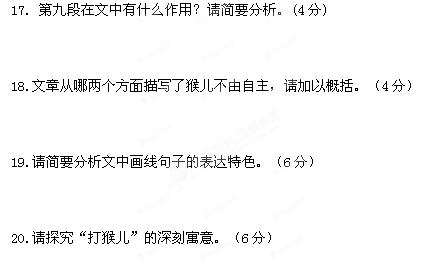 17. 第九段在文中有什么作用？请简要分析。(4分)
18.文章从哪两个方面描写了猴儿不由自主，请加以概括。（4分）
19.请简要分析文中画线句子的表达特色。（6分）
20.请探究“打猴儿”的深刻寓意。（6分）